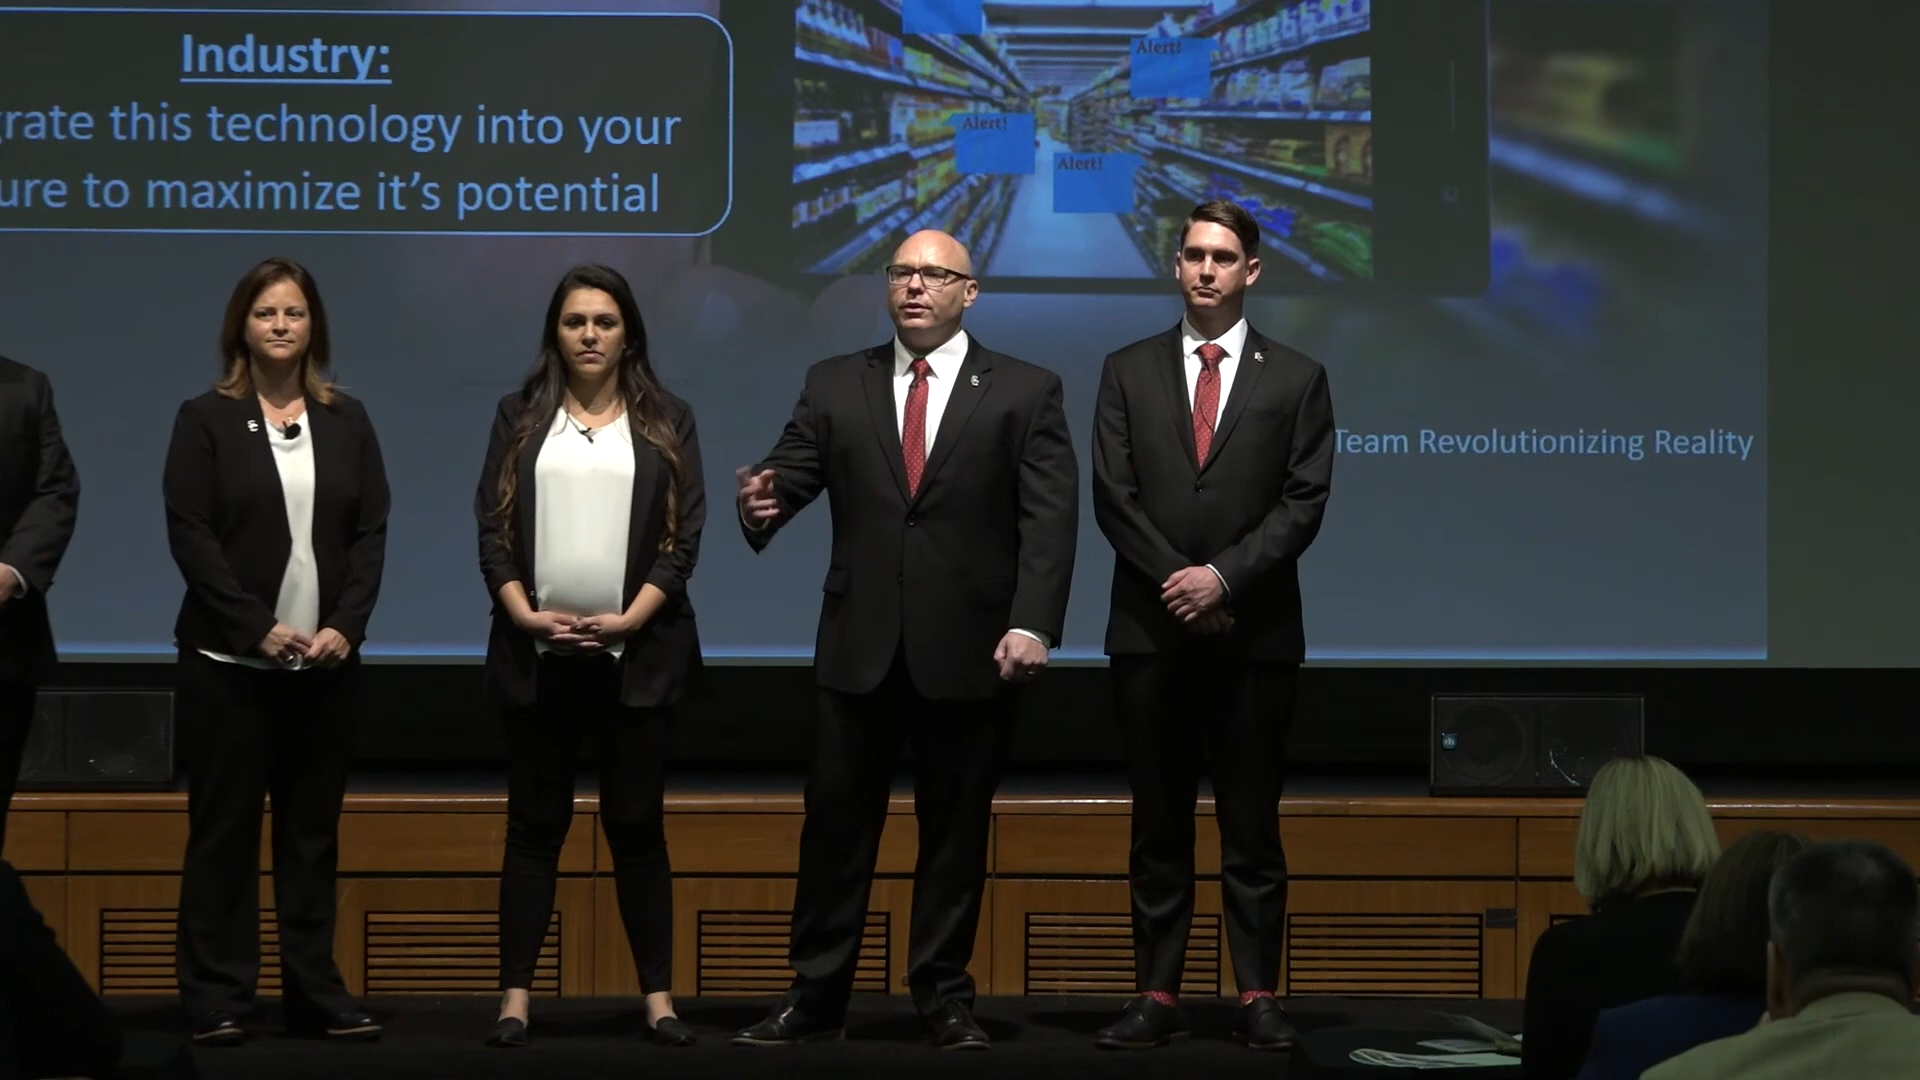 Industry:
grate this technology into your
ure to maximize it's potential
Alert!
Alert!
Alert!
Team Revolutionizing Reality